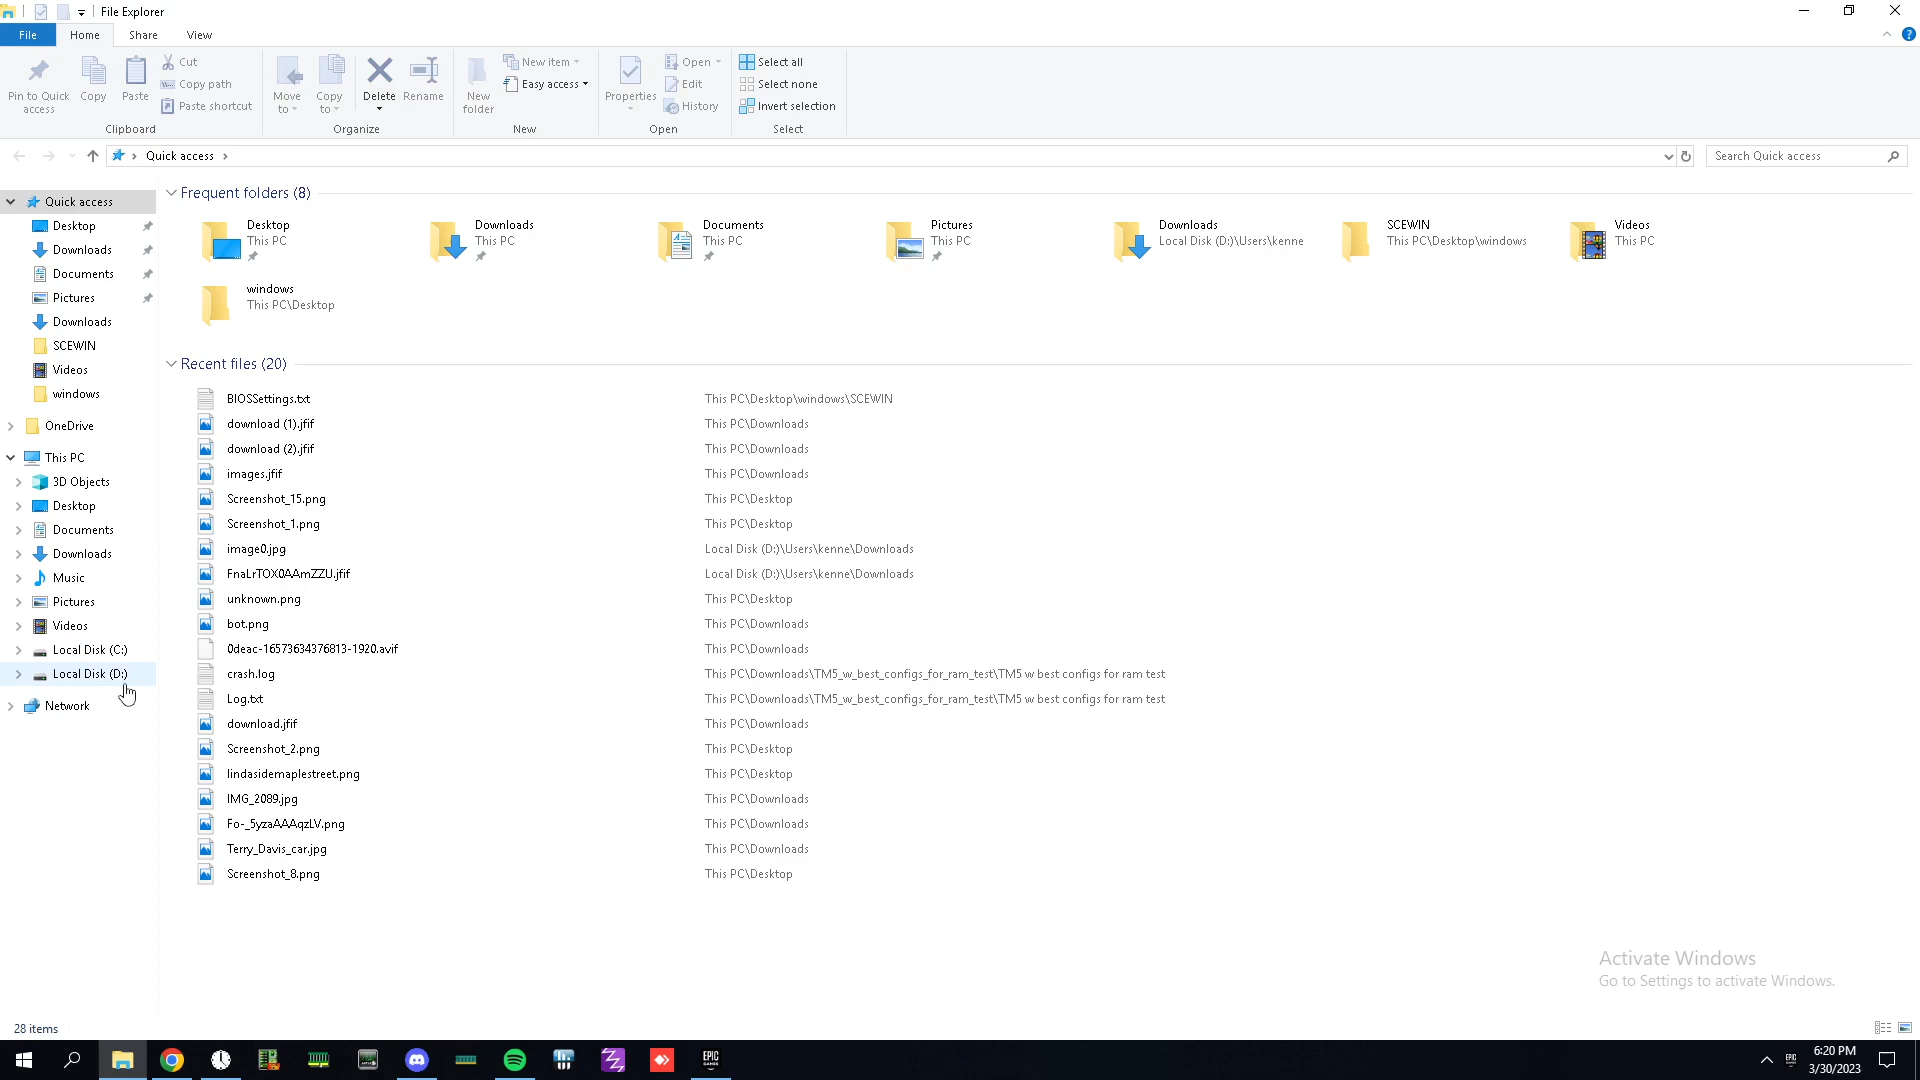 File Explorer
File Home Share View
Pin to Quick access
Copy
Paste
Cut
Copy path
Paste shortcut
Clipboard
Move to
Copy to
Delete
Rename
Organize
New folder
New item
Easy access
New
Properties
Open
Edit
History
Open
Select all
Select none
Invert selection
Select
Quick access
Search Quick access
Quick access
Desktop
Downloads
Documents
Pictures
Downloads
SCEWIN
Videos
windows
OneDrive
This PC
3D Objects
Desktop
Documents
Downloads
Music
Pictures
Videos
Local Disk (C:)
Local Disk (D:)
Network
Frequent folders (8)
Desktop
This PC
Downloads
This PC
Documents
This PC
Pictures
This PC
Downloads
Local Disk (D:)\Users\kenne
SCEWIN
This PC\Desktop\windows
Videos
This PC
windows
This PC\Desktop
Recent files (20)
BIOSSettings.txt This PC\Desktop\windows\SCEWIN
download (1).jfif This PC\Downloads
download (2).jfif This PC\Downloads
images.jfif This PC\Downloads
Screenshot_15.png This PC\Desktop
Screenshot_1.png This PC\Desktop
image0.jpg Local Disk (D:)\Users\kenne\Downloads
FnaLrTOX0AAmZZU.jfif Local Disk (D:)\Users\kenne\Downloads
unknown.png This PC\Desktop
bot.png This PC\Downloads
0deac-16573634376813-1920.avif This PC\Downloads
crash.log This PC\Downloads\TM5_w_best_configs_for_ram_test\TM5 w best configs for ram test
Log.txt This PC\Downloads\TM5_w_best_configs_for_ram_test\TM5 w best configs for ram test
download.jfif This PC\Downloads
Screenshot_2.png This PC\Desktop
lindasidemaplestreet.png This PC\Desktop
IMG_2089.jpg This PC\Downloads
Fo-_5yzaAAAqzLV.png This PC\Downloads
Terry_Davis_car.jpg This PC\Downloads
Screenshot_8.png This PC\Desktop
Activate Windows
Go to Settings to activate Windows.
28 items
EPIC GAMES
6:20 PM
3/30/2023